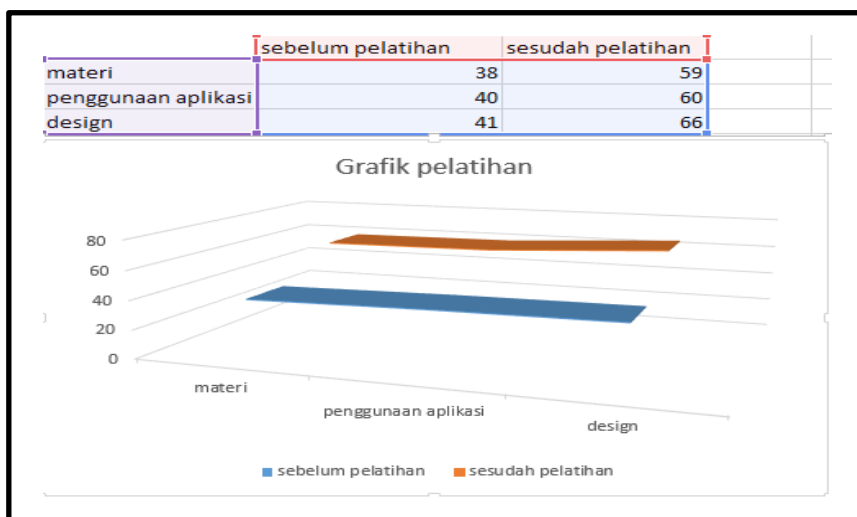 sebelum pelatihan sesudah pelatihan
materi 38 59
penggunaan aplikasi 40 60
design 41 66
Grafik pelatihan
80
60
40
20
0
materi
penggunaan aplikasi
design
sebelum pelatihan sesudah pelatihan